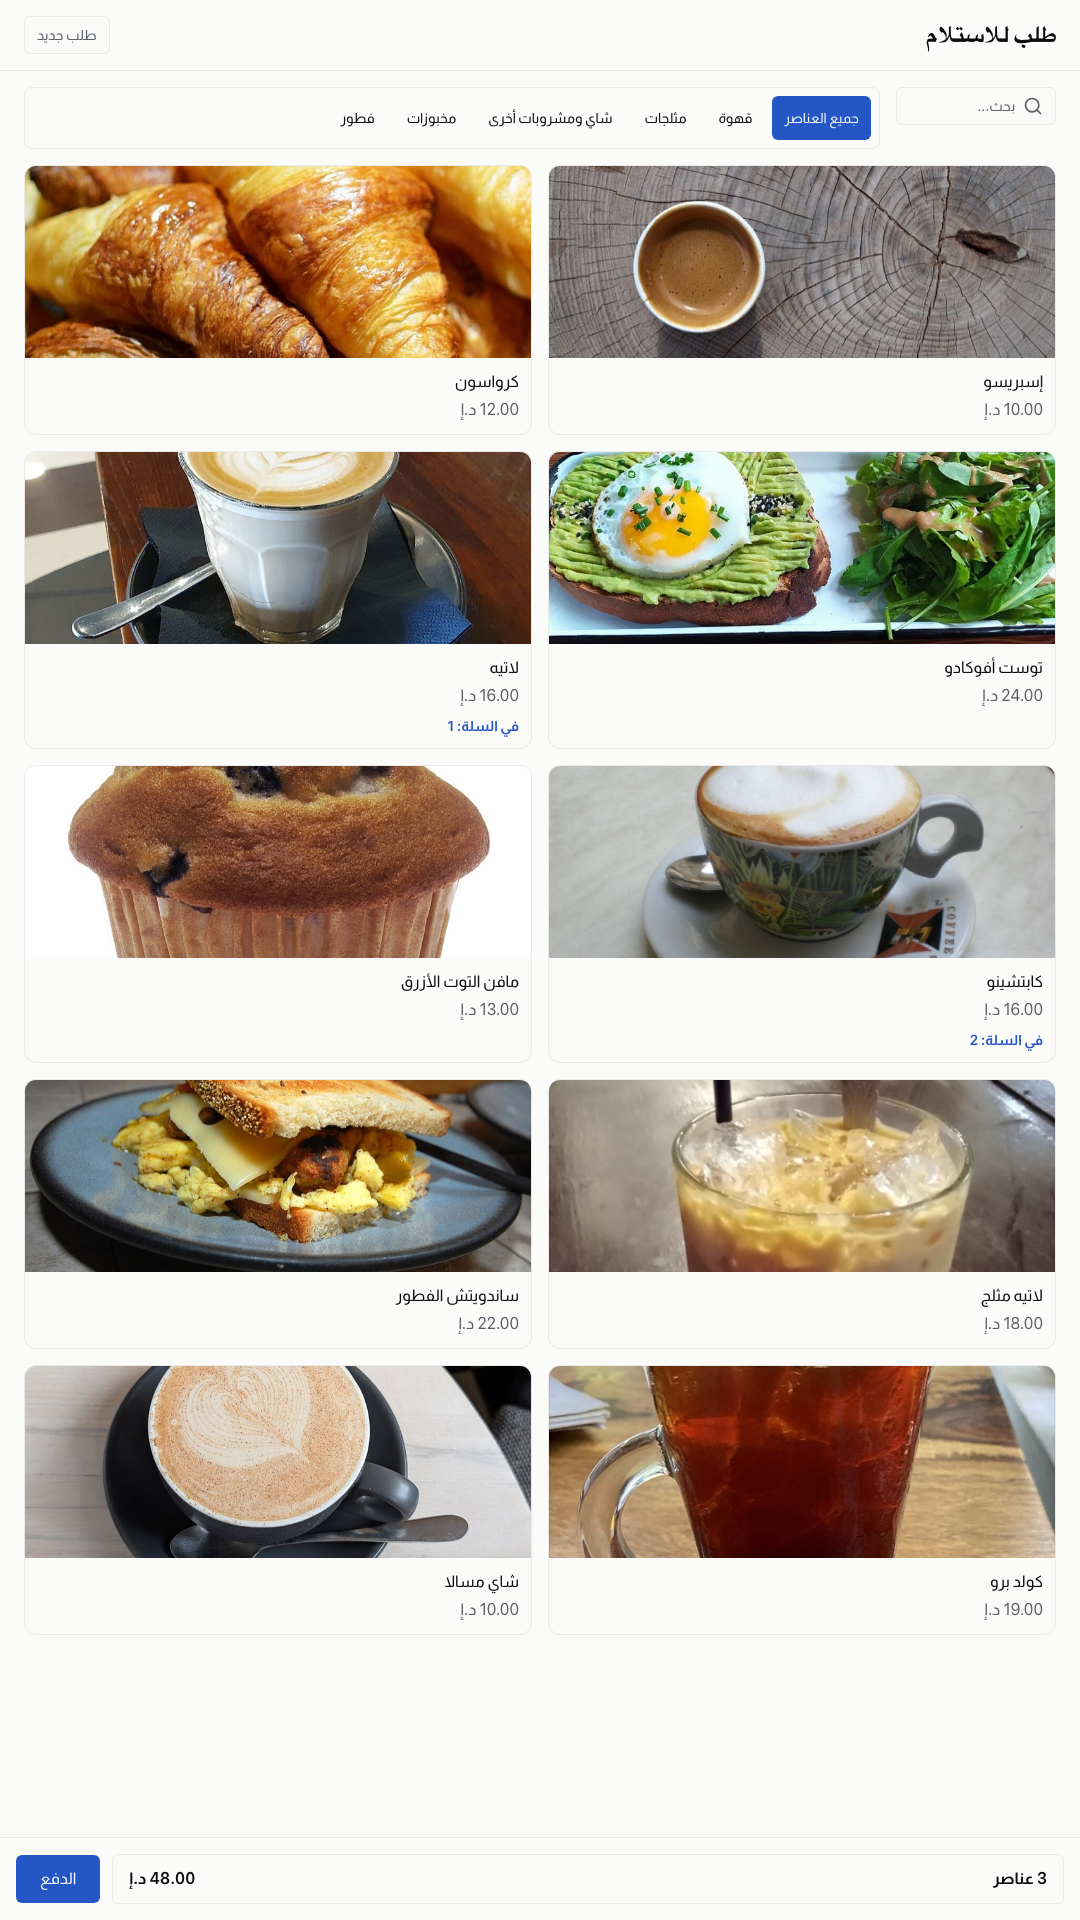 طلب للاستلام
طلب جديد
بحث...
جميع العناصر
قهوة
مثلجات
شاي ومشروبات أخرى
مخبوزات
فطور
إسبريسو
10.00 د.إ
كرواسون
12.00 د.إ
توست أفوكادو
24.00 د.إ
لاتيه
16.00 د.إ
في السلة: 1
COFFEE
كابتشينو
16.00 د.إ
في السلة: 2
مافن التوت الأزرق
13.00 د.إ
لاتيه مثلج
18.00 د.إ
ساندويتش الفطور
22.00 د.إ
كولد برو
19.00 د.إ
شاي مسالا
10.00 د.إ
3 عناصر
48.00 د.إ
الدفع